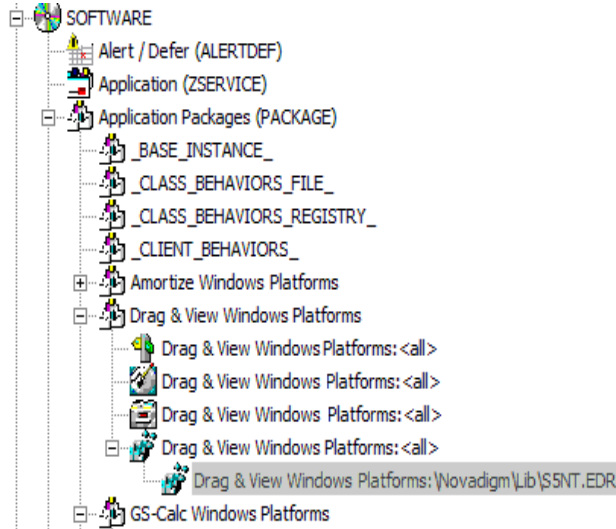 SOFTWARE
Alert / Defer (ALERTDEF)
Application (ZSERVICE)
Application Packages (PACKAGE)
_BASE_INSTANCE_
_CLASS_BEHAVIORS_FILE_
_CLASS_BEHAVIORS_REGISTRY_
_CLIENT_BEHAVIORS_
Amortize Windows Platforms
Drag & View Windows Platforms
Drag & View Windows Platforms:<all>
Drag & View Windows Platforms:<all>
Drag & View Windows Platforms:<all>
Drag & View Windows Platforms:<all>
Drag & View Windows Platforms:\Novadigm\Lib\S5NT.EDR
GS-Calc Windows Platforms